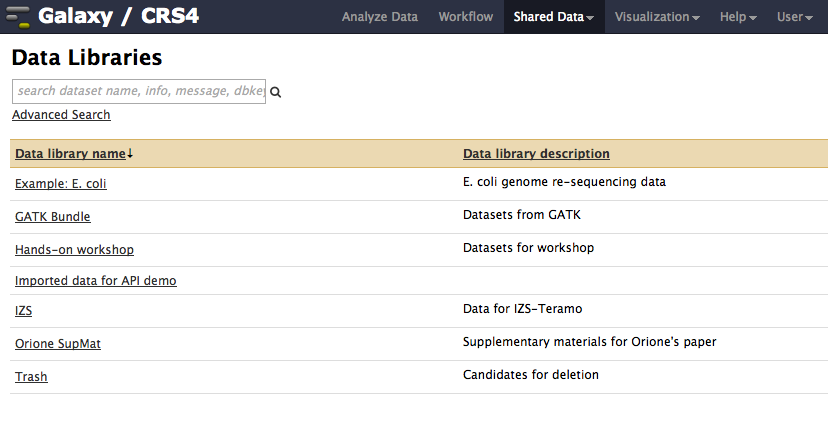 Galaxy / CRS4 Analyze Data Workflow Shared Data Visualization Help User
Data Libraries
search dataset name, info, message, dbkey
Advanced Search
Data library name↓ Data library description
Example: E. coli E. coli genome re-sequencing data
GATK Bundle Datasets from GATK
Hands-on workshop Datasets for workshop
Imported data for API demo
IZS Data for IZS-Teramo
Orione SupMat Supplementary materials for Orione's paper
Trash Candidates for deletion